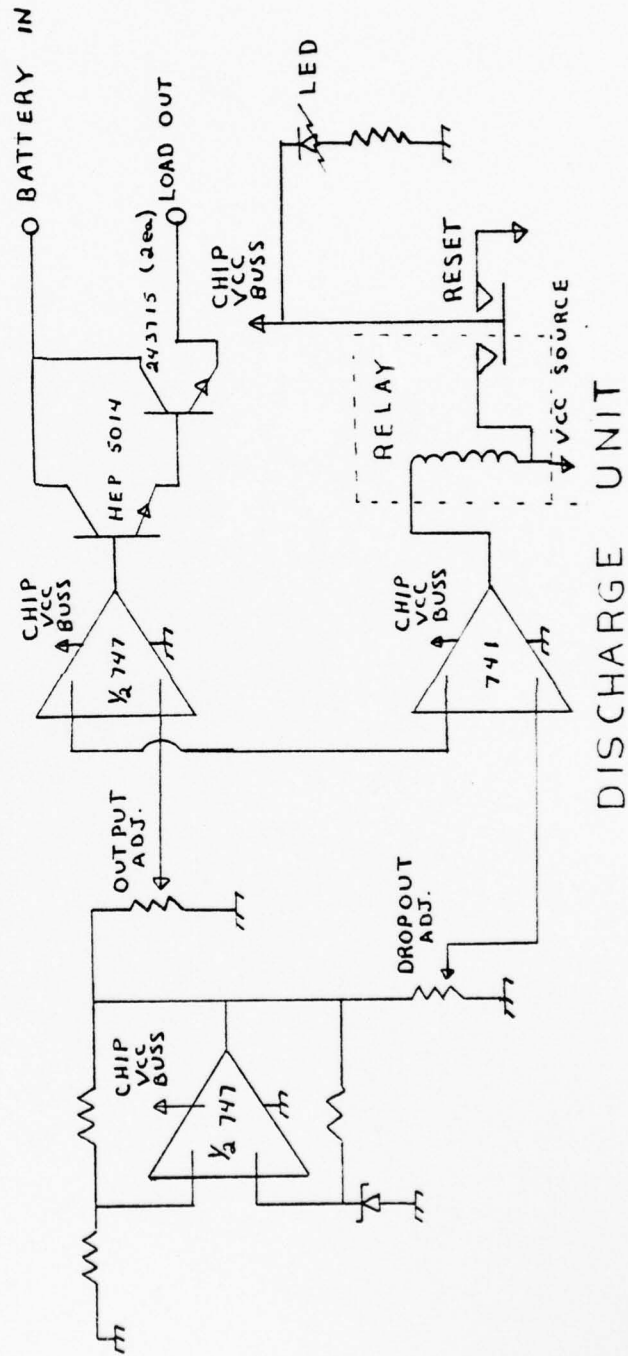 BATTERY IN
LOAD OUT
2N3715 (2ea)
HEP 5014
CHIP
VCC
BUSS
½ 747
OUTPUT
ADJ.
CHIP
VCC
BUSS
½ 747
DROPOUT
ADJ.
CHIP
VCC
BUSS
741
RELAY
CHIP
VCC
BUSS
LED
RESET
VCC SOURCE
DISCHARGE UNIT